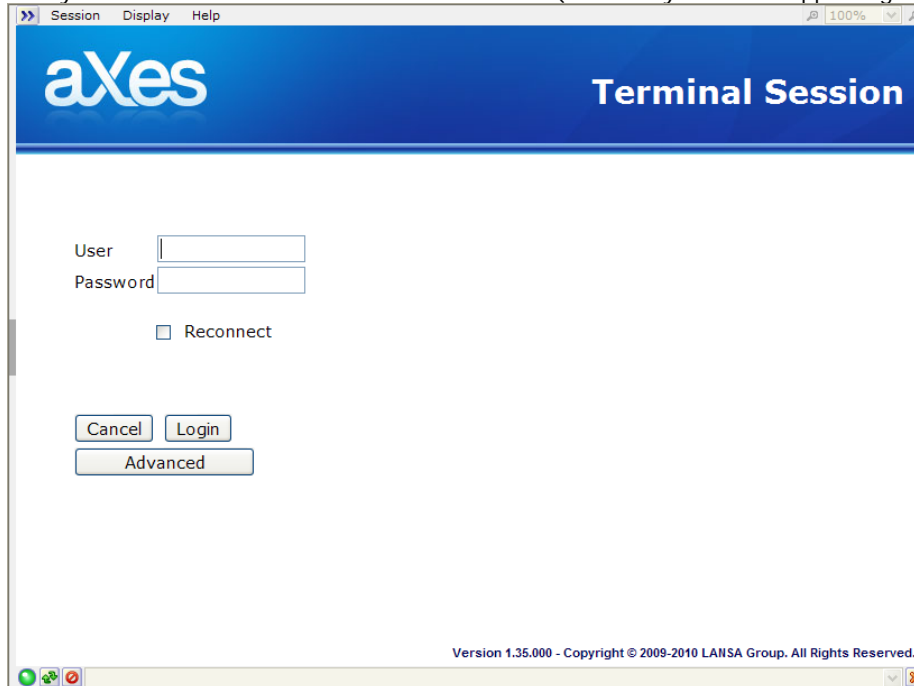 Session Display Help 100%
aXes
Terminal Session
User
Password
Reconnect
Cancel Login
Advanced
Version 1.35.000 - Copyright © 2009-2010 LANSA Group. All Rights Reserved.